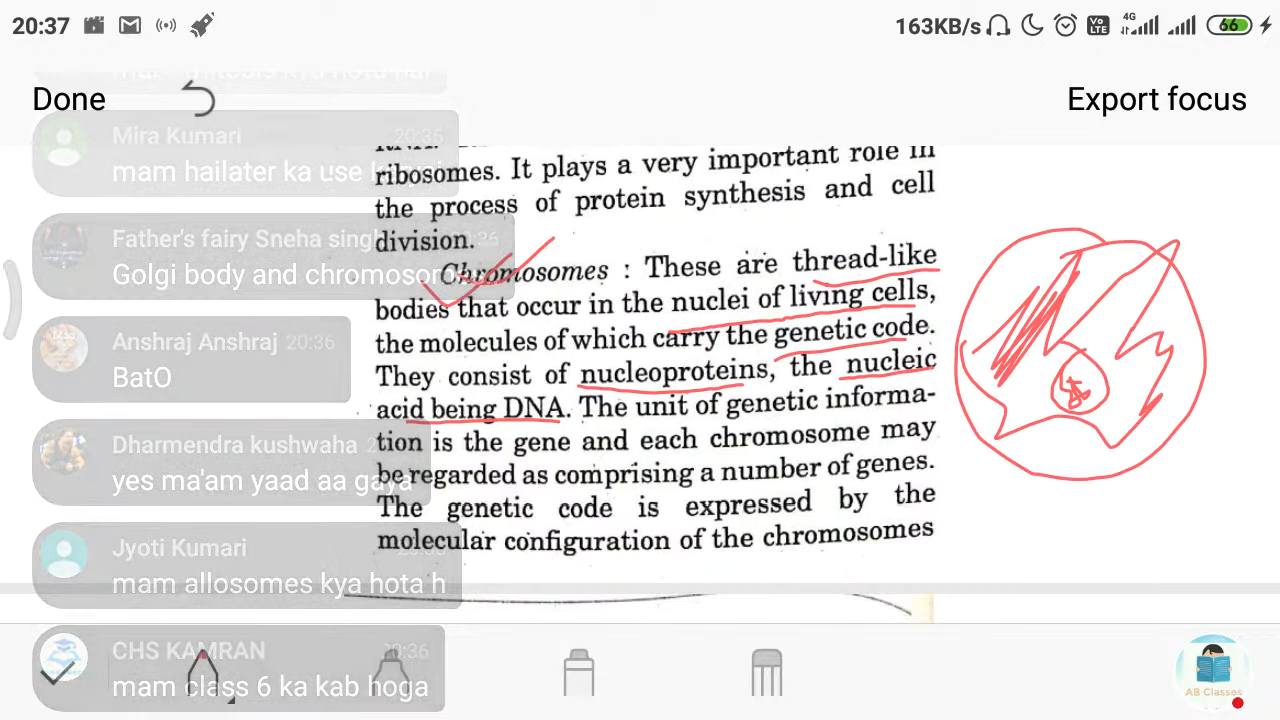 20:37
163KB/s
Vo LTE
4G
66
Done
Export focus
Mira Kumari 20:35
mam hailater ka use
Father's fairy Sneha singh
Golgi body and chromosom
Anshraj Anshraj 20:36
BatO
Dharmendra kushwaha
yes ma'am yaad aa gaya
Jyoti Kumari
mam allosomes kya hota h
CHS KAMRAN 20:36
mam class 6 ka kab hoga
ribosomes. It plays a very important role in
the process of protein synthesis and cell
division.
Chromosomes : These are thread-like
bodies that occur in the nuclei of living cells,
the molecules of which carry the genetic code.
They consist of nucleoproteins, the nucleic
acid being DNA. The unit of genetic informa-
tion is the gene and each chromosome may
be regarded as comprising a number of genes.
The genetic code is expressed by the
molecular configuration of the chromosomes
AB Classes